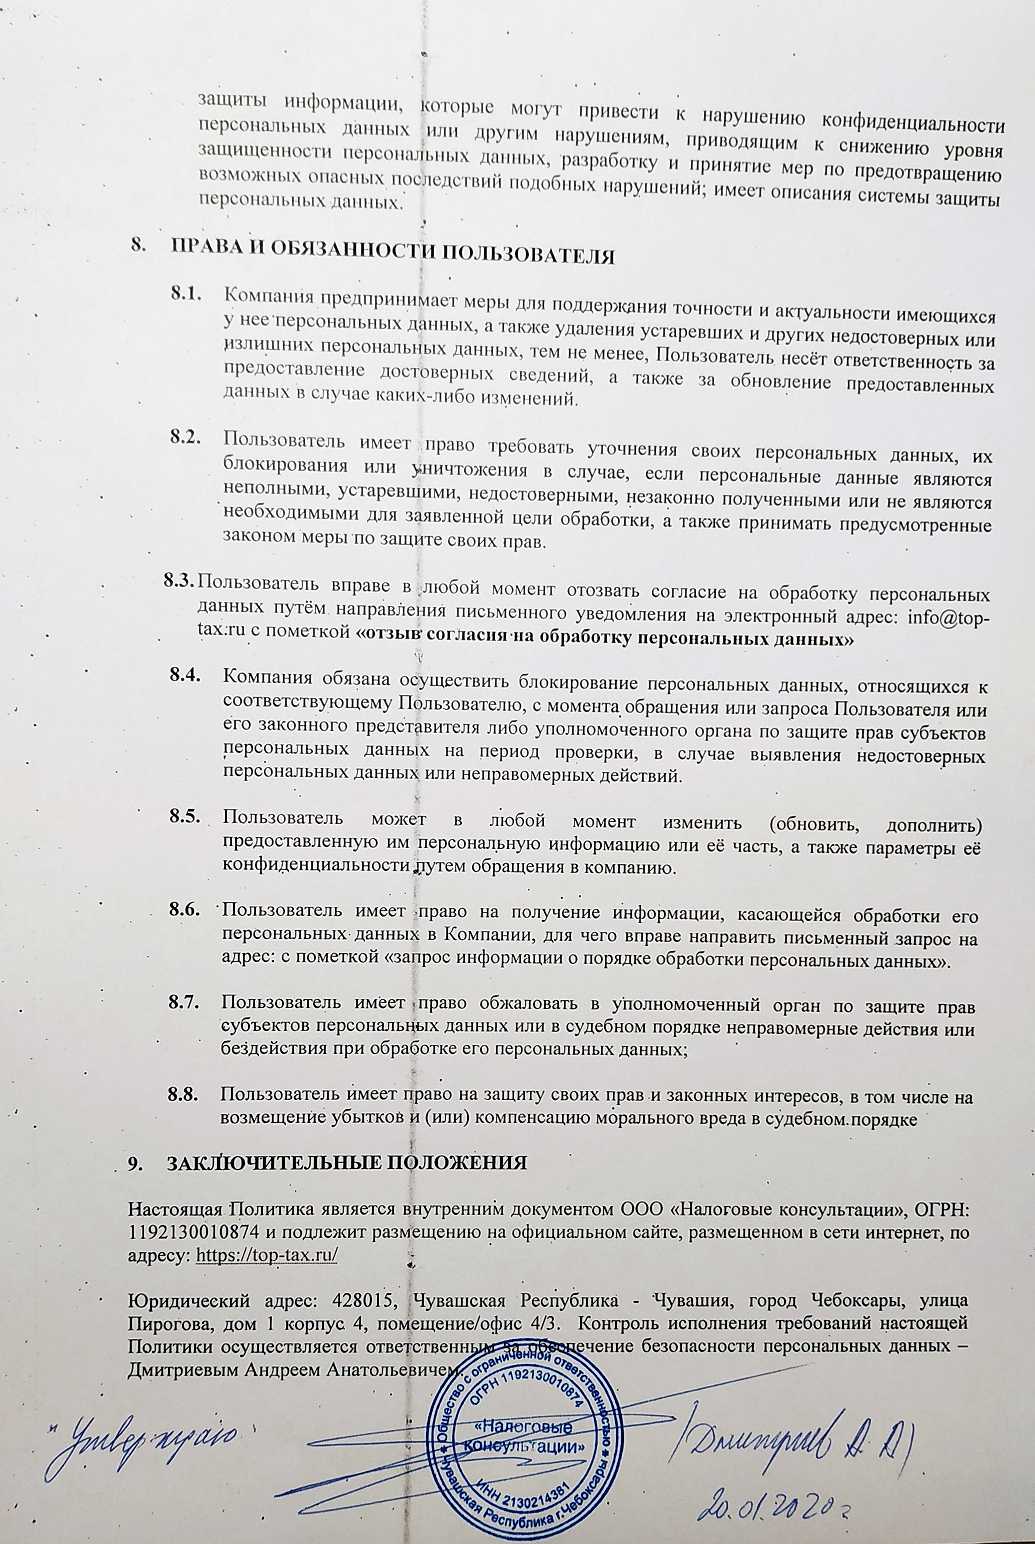 защиты информации, которые могут привести к нарушению конфиденциальности
персональных данных или другим нарушениям, приводящим к снижению уровня
защищенности персональных данных, разработку и принятие мер по предотвращению
возможных опасных последствий подобных нарушений; имеет описания системы защиты
персональных данных.
8. ПРАВА И ОБЯЗАННОСТИ ПОЛЬЗОВАТЕЛЯ
8.1. Компания предпринимает меры для поддержания точности и актуальности имеющихся
у нее персональных данных, а также удаления устаревших и других недостоверных или
излишних персональных данных, тем не менее, Пользователь несёт ответственность за
предоставление достоверных сведений, а также за обновление предоставленных
данных в случае каких-либо изменений.
8.2. Пользователь имеет право требовать уточнения своих персональных данных, их
блокирования или уничтожения в случае, если персональные данные являются
неполными, устаревшими, недостоверными, незаконно полученными или не являются
необходимыми для заявленной цели обработки, а также принимать предусмотренные
законом меры по защите своих прав.
8.3. Пользователь вправе в любой момент отозвать согласие на обработку персональных
данных путём направления письменного уведомления на электронный адрес: info@top-
tax.ru с пометкой «отзыв согласия на обработку персональных данных»
8.4. Компания обязана осуществить блокирование персональных данных, относящихся к
соответствующему Пользователю, с момента обращения или запроса Пользователя или
его законного представителя либо уполномоченного органа по защите прав субъектов
персональных данных на период проверки, в случае выявления недостоверных
персональных данных или неправомерных действий.
8.5. Пользователь может в любой момент изменить (обновить, дополнить)
предоставленную им персональную информацию или её часть, а также параметры её
конфиденциальности путем обращения в компанию.
8.6. Пользователь имеет право на получение информации, касающейся обработки его
персональных данных в Компании, для чего вправе направить письменный запрос на
адрес: с пометкой «запрос информации о порядке обработки персональных данных».
8.7. Пользователь имеет право обжаловать в уполномоченный орган по защите прав
субъектов персональных данных или в судебном порядке неправомерные действия или
бездействия при обработке его персональных данных;
8.8. Пользователь имеет право на защиту своих прав и законных интересов, в том числе на
возмещение убытков и (или) компенсацию морального вреда в судебном порядке
9. ЗАКЛЮЧИТЕЛЬНЫЕ ПОЛОЖЕНИЯ
Настоящая Политика является внутренним документом ООО «Налоговые консультации», ОГРН:
1192130010874 и подлежит размещению на официальном сайте, размещенном в сети интернет, по
адресу: https://top-tax.ru/
Юридический адрес: 428015, Чувашская Республика - Чувашия, город Чебоксары, улица
Пирогова, дом 1 корпус 4, помещение/офис 4/3. Контроль исполнения требований настоящей
Политики осуществляется ответственным за обеспечение безопасности персональных данных –
Дмитриевым Андреем Анатольевичем.
Общество с ограниченной ответственностью
ОГРН 1192130010874
«Налоговые
консультации»
ИНН 2130214381
Чувашская Республика г.Чебоксары
"Утверждаю"
/Дмитриев А. А/
20.01.2020 г